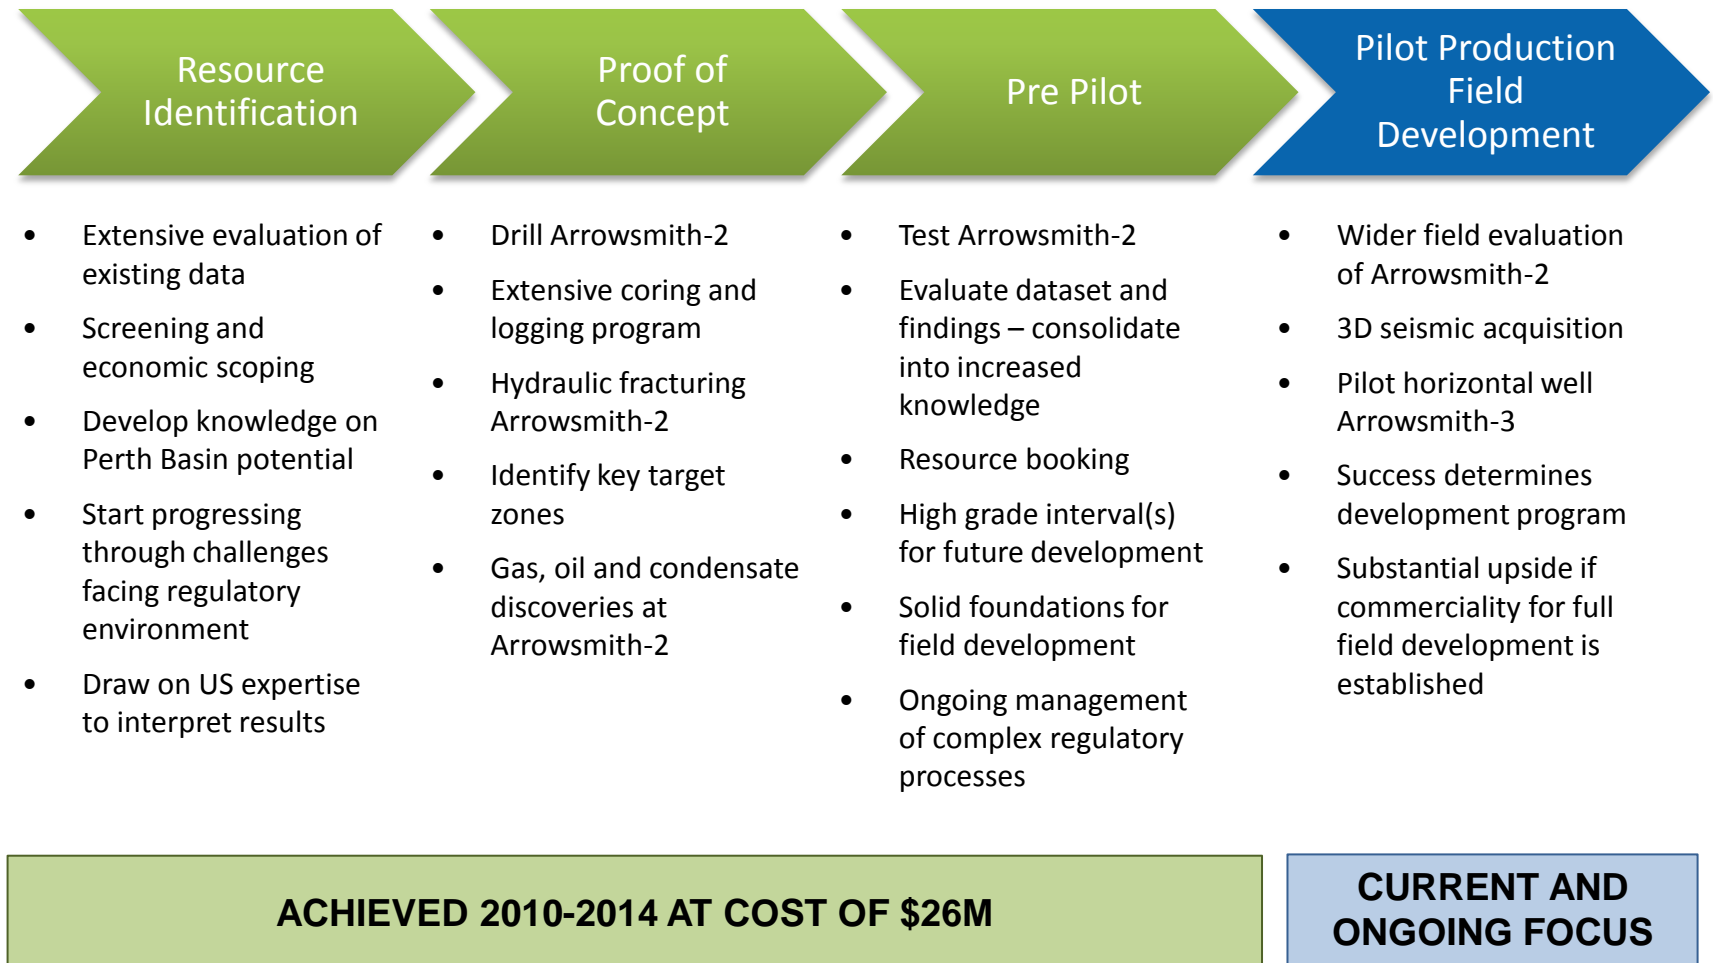 Resource
Identification
Proof of
Concept
Pre Pilot
Pilot Production
Field
Development
• Extensive evaluation of
existing data
• Screening and
economic scoping
• Develop knowledge on
Perth Basin potential
• Start progressing
through challenges
facing regulatory
environment
• Draw on US expertise
to interpret results
• Drill Arrowsmith-2
• Extensive coring and
logging program
• Hydraulic fracturing
Arrowsmith-2
• Identify key target
zones
• Gas, oil and condensate
discoveries at
Arrowsmith-2
• Test Arrowsmith-2
• Evaluate dataset and
findings – consolidate
into increased
knowledge
• Resource booking
• High grade interval(s)
for future development
• Solid foundations for
field development
• Ongoing management
of complex regulatory
processes
• Wider field evaluation
of Arrowsmith-2
• 3D seismic acquisition
• Pilot horizontal well
Arrowsmith-3
• Success determines
development program
• Substantial upside if
commerciality for full
field development is
established
ACHIEVED 2010-2014 AT COST OF $26M
CURRENT AND
ONGOING FOCUS